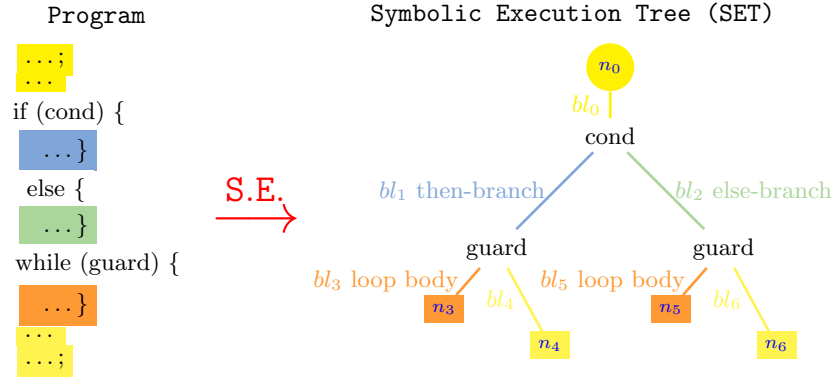 Program
...;
...
if (cond) {
...}
else {
...}
while (guard) {
...}
...
...;
S.E.
Symbolic Execution Tree (SET)
n0
bl0
cond
bl1 then-branch
bl2 else-branch
guard
guard
bl3 loop body
bl4
bl5 loop body
bl6
n3
n5
n4
n6